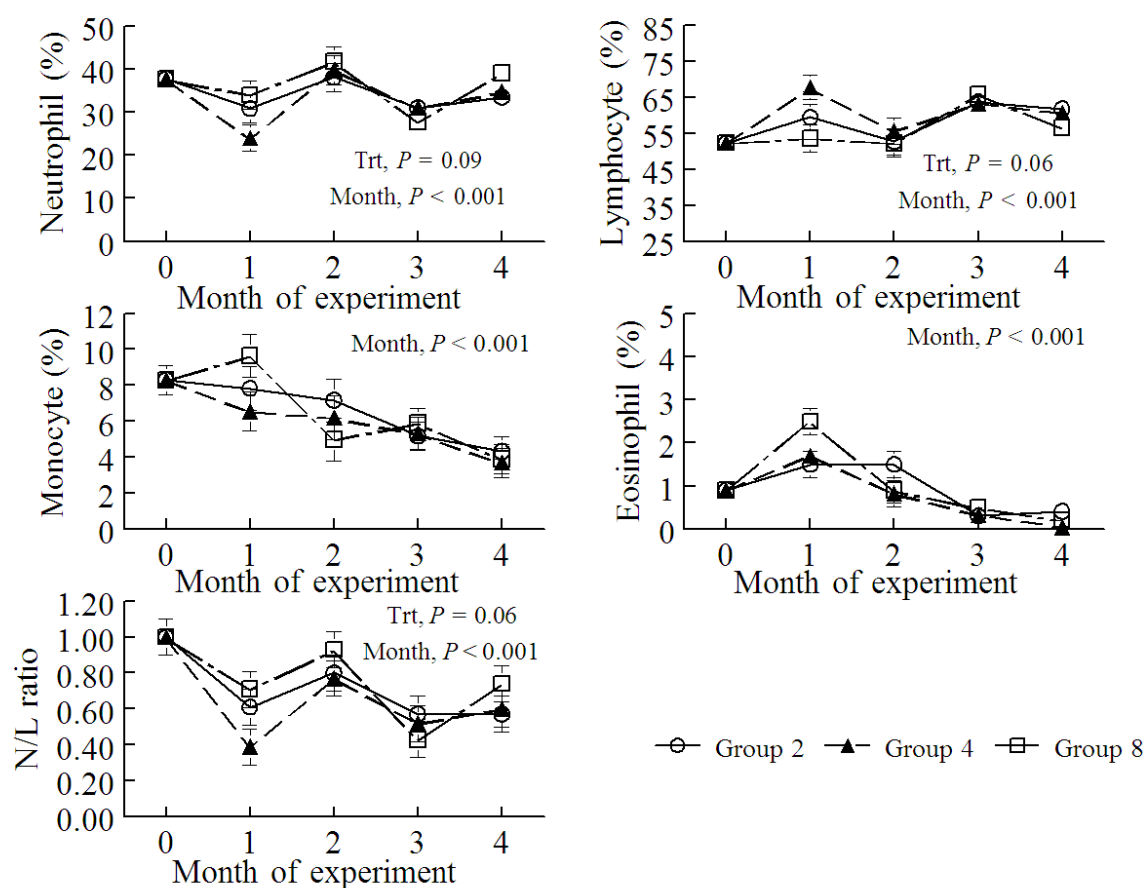 Neutrophil (%)
50
40
30
20
10
0
Trt, P = 0.09
Month, P < 0.001
0 1 2 3 4
Month of experiment
Lymphocyte (%)
85
75
65
55
45
35
25
Trt, P = 0.06
Month, P < 0.001
0 1 2 3 4
Month of experiment
Monocyte (%)
12
10
8
6
4
2
0
Month, P < 0.001
0 1 2 3 4
Month of experiment
Eosinophil (%)
5
4
3
2
1
0
Month, P < 0.001
0 1 2 3 4
Month of experiment
N/L ratio
1.20
1.00
0.80
0.60
0.40
0.20
0.00
Trt, P = 0.06
Month, P < 0.001
0 1 2 3 4
Month of experiment
Group 2 Group 4 Group 8